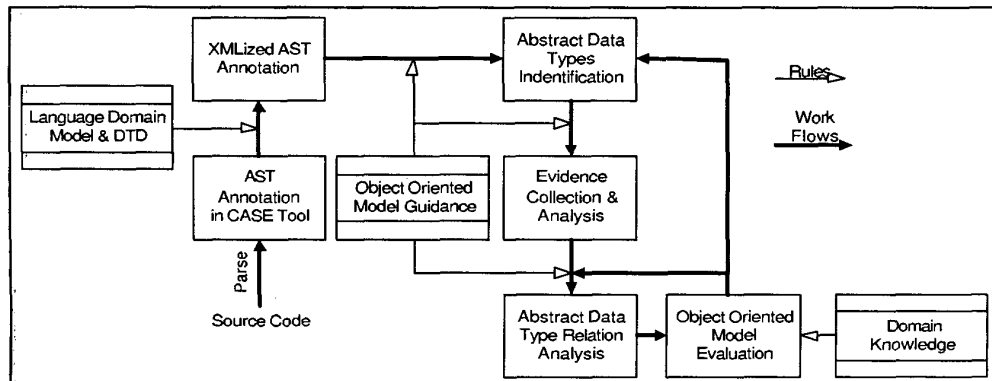 XMLized AST
Annotation
Abstract Data
Types
Indentification
Rules
Language Domain
Model & DTD
Work
Flows
AST
Annotation
in CASE Tool
Object Oriented
Model Guidance
Evidence
Collection &
Analysis
Parse
Source Code
Abstract Data
Type Relation
Analysis
Object Oriented
Model
Evaluation
Domain
Knowledge